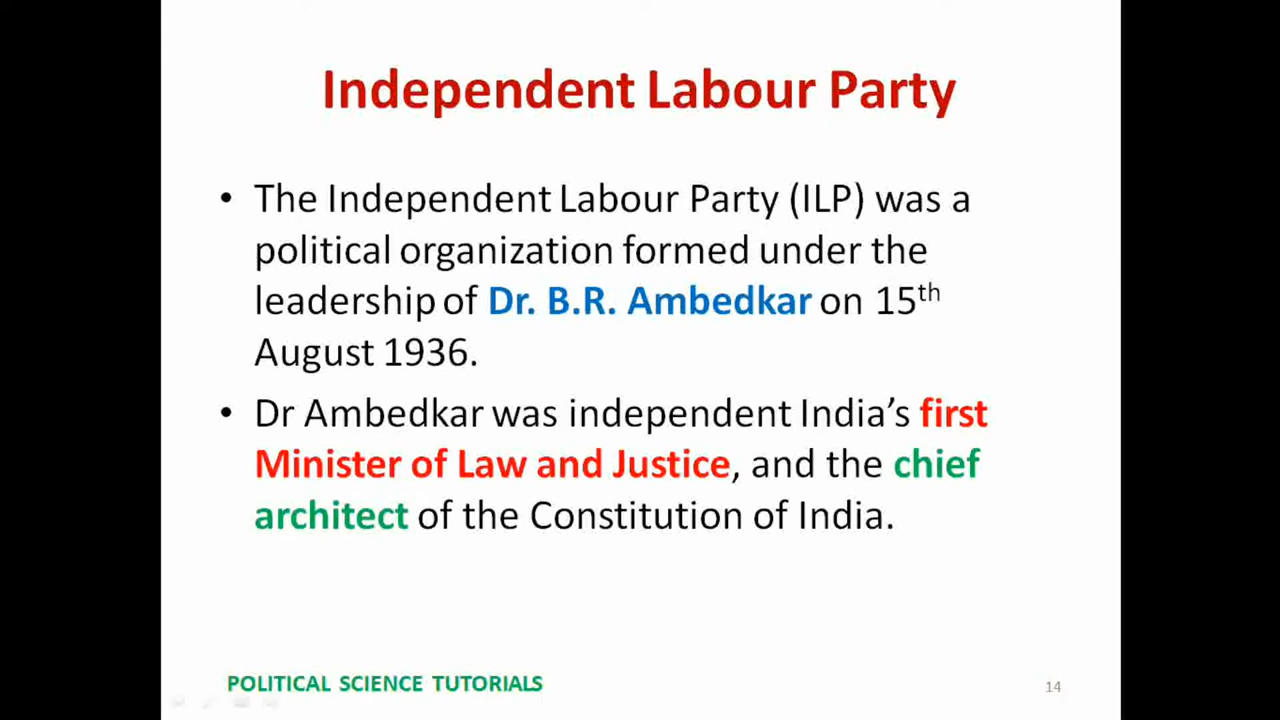 Independent Labour Party
• The Independent Labour Party (ILP) was a
political organization formed under the
leadership of Dr. B.R. Ambedkar on 15th
August 1936.
• Dr Ambedkar was independent India’s first
Minister of Law and Justice, and the chief
architect of the Constitution of India.
POLITICAL SCIENCE TUTORIALS
14